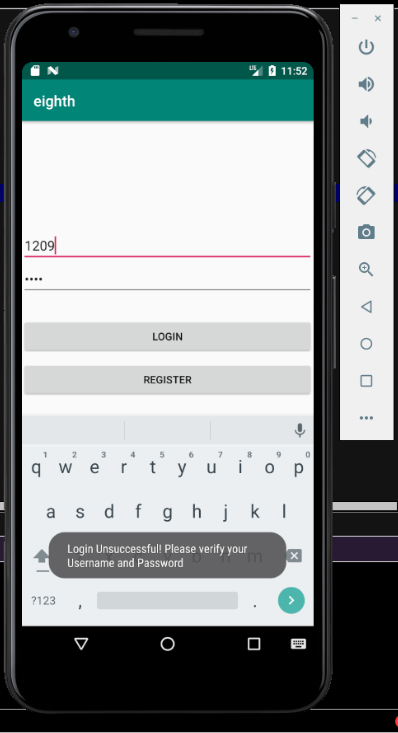 LTE 11:52
eighth
1209
••••
LOGIN
REGISTER
1 2 3 4 5 6 7 8 9 0
q w e r t y u i o p
a s d f g h j k l
m
Login Unsuccessful! Please verify your
Username and Password
?123 , .